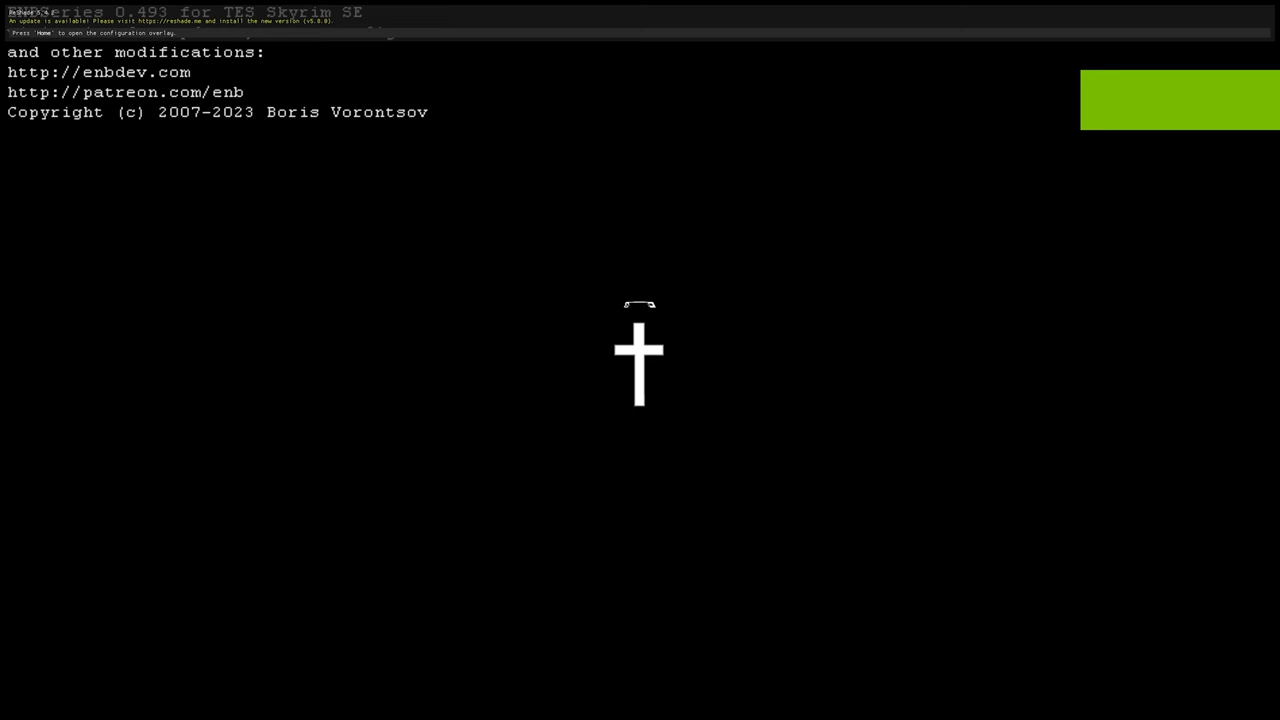 ENBSeries 0.493 for TES Skyrim SE
An update is available! Please visit https://reshade.me and install the new version (v5.8.0).
Press 'Home' to open the configuration overlay.
and other modifications:
http://enbdev.com
http://patreon.com/enb
Copyright (c) 2007-2023 Boris Vorontsov